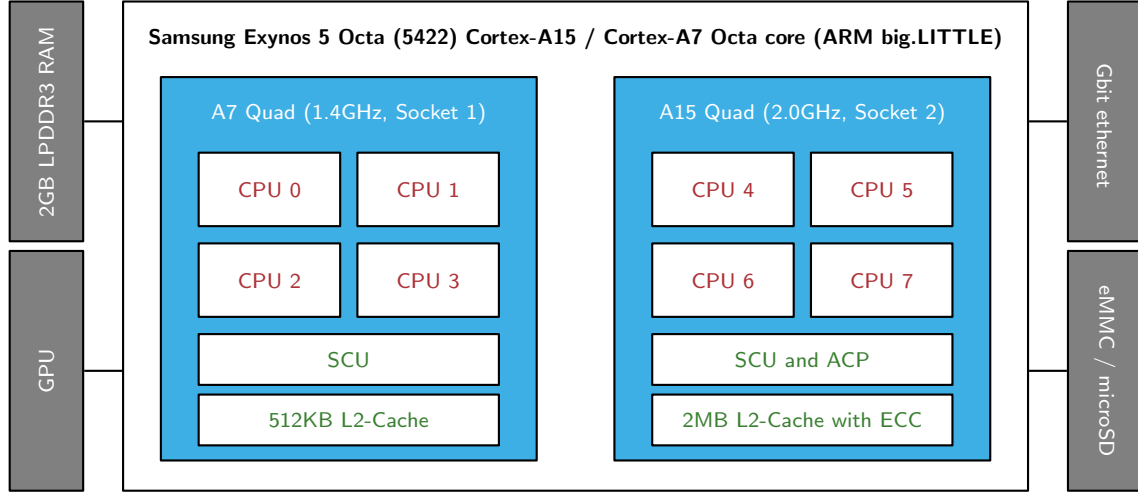 Samsung Exynos 5 Octa (5422) Cortex-A15 / Cortex-A7 Octa core (ARM big.LITTLE)
2GB LPDDR3 RAM
GPU
A7 Quad (1.4GHz, Socket 1)
CPU 0
CPU 1
CPU 2
CPU 3
SCU
512KB L2-Cache
A15 Quad (2.0GHz, Socket 2)
CPU 4
CPU 5
CPU 6
CPU 7
SCU and ACP
2MB L2-Cache with ECC
Gbit ethernet
eMMC / microSD